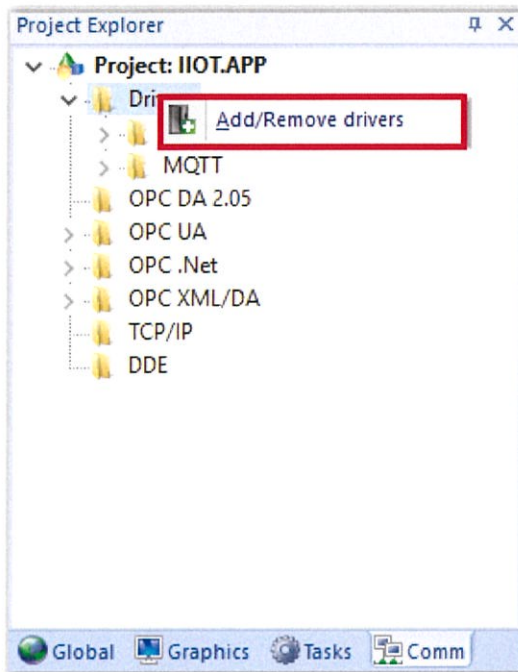 Project Explorer
Project: IIOT.APP
Add/Remove drivers
MQTT
OPC DA 2.05
OPC UA
OPC .Net
OPC XML/DA
TCP/IP
DDE
Global Graphics Tasks Comm